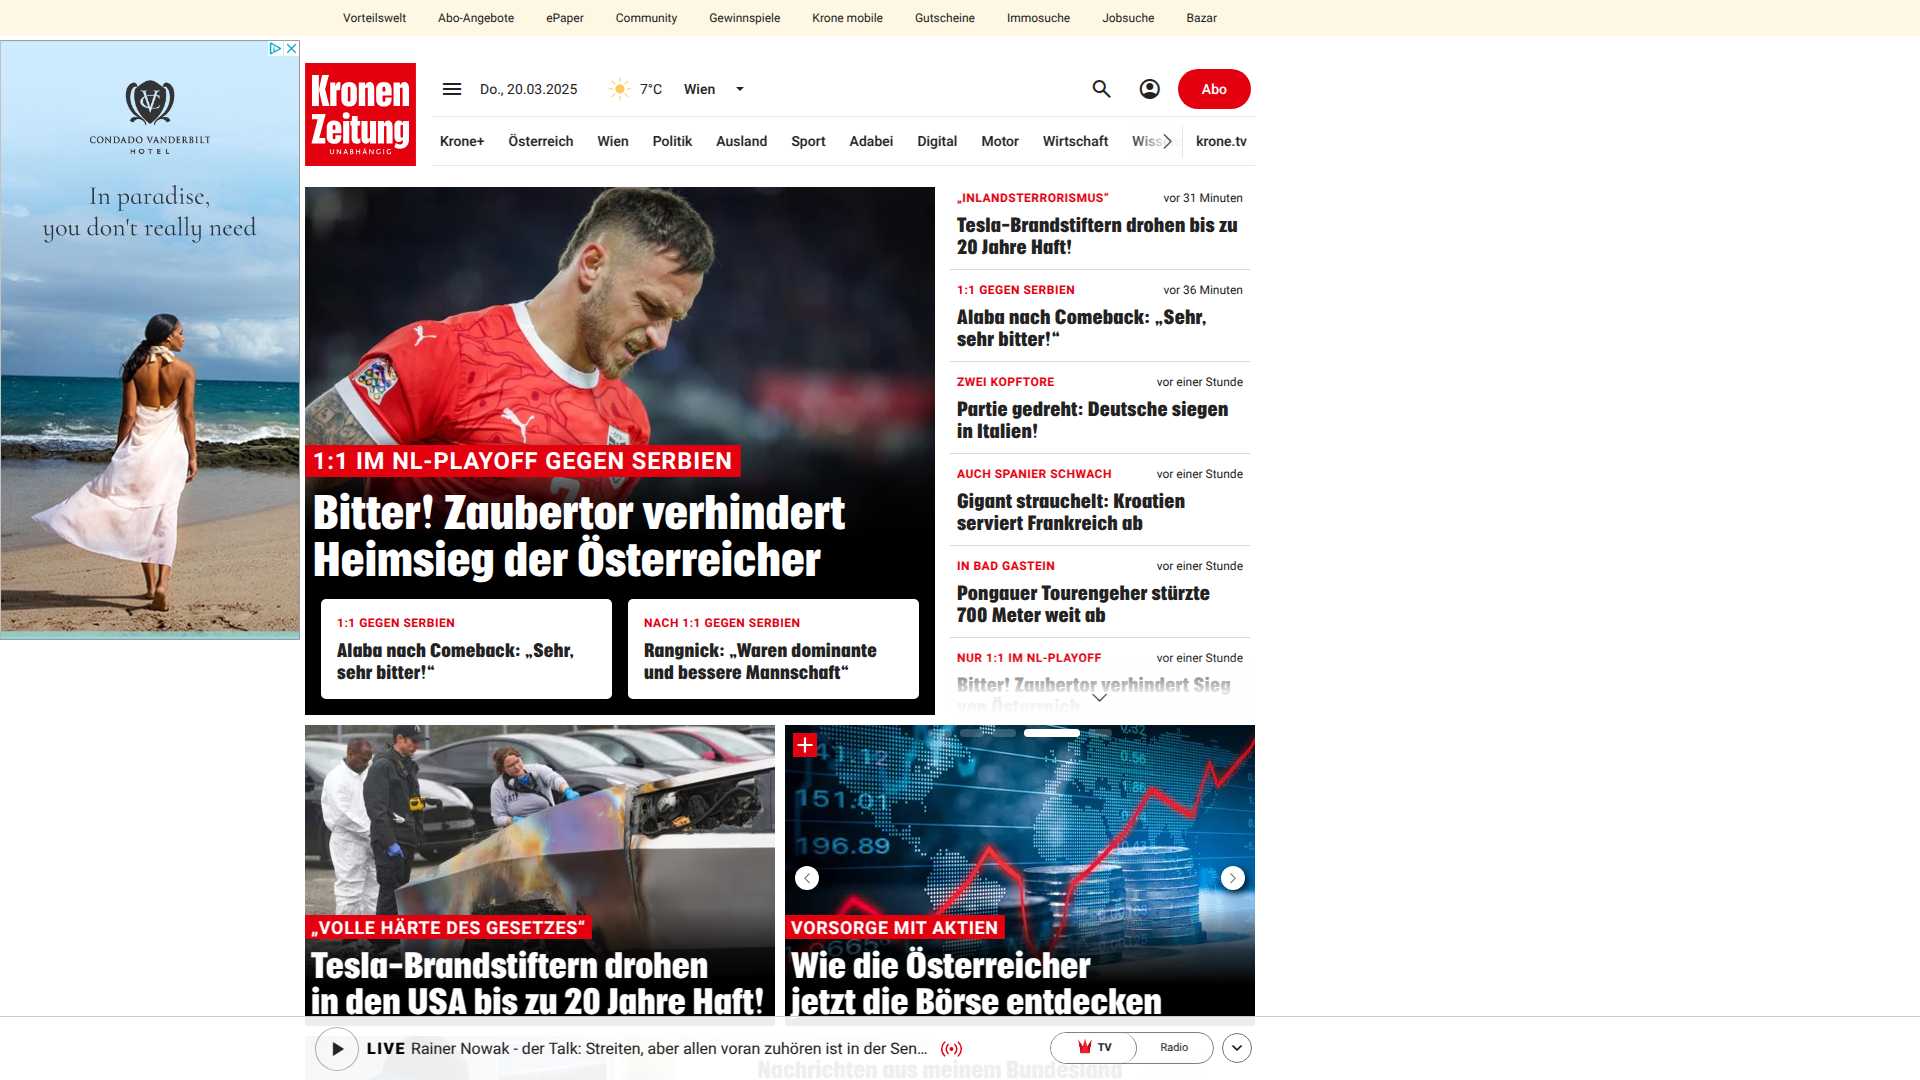 Vorteilswelt Abo-Angebote ePaper Community Gewinnspiele Krone mobile Gutscheine Immosuche Jobsuche Bazar
CONDADO VANDERBILT
HOTEL
In paradise,
you don't really need
Kronen
Zeitung
UNABHÄNGIG
Do., 20.03.2025 7°C Wien
Abo
Krone+ Österreich Wien Politik Ausland Sport Adabei Digital Motor Wirtschaft Wiss krone.tv
1:1 IM NL-PLAYOFF GEGEN SERBIEN
Bitter! Zaubertor verhindert
Heimsieg der Österreicher
1:1 GEGEN SERBIEN
Alaba nach Comeback: „Sehr,
sehr bitter!“
NACH 1:1 GEGEN SERBIEN
Rangnick: „Waren dominante
und bessere Mannschaft“
„INLANDSTERRORISMUS“ vor 31 Minuten
Tesla-Brandstiftern drohen bis zu
20 Jahre Haft!
1:1 GEGEN SERBIEN vor 36 Minuten
Alaba nach Comeback: „Sehr,
sehr bitter!“
ZWEI KOPFTORE vor einer Stunde
Partie gedreht: Deutsche siegen
in Italien!
AUCH SPANIER SCHWACH vor einer Stunde
Gigant strauchelt: Kroatien
serviert Frankreich ab
IN BAD GASTEIN vor einer Stunde
Pongauer Tourengeher stürzte
700 Meter weit ab
NUR 1:1 IM NL-PLAYOFF vor einer Stunde
Bitter! Zaubertor verhindert Sieg
von Österreich
„VOLLE HÄRTE DES GESETZES“
Tesla-Brandstiftern drohen
in den USA bis zu 20 Jahre Haft!
151.01
196.89
0.56
VORSORGE MIT AKTIEN
Wie die Österreicher
jetzt die Börse entdecken
LIVE Rainer Nowak - der Talk: Streiten, aber allen voran zuhören ist in der Sen...
TV Radio
Nachrichten aus meinem Bundesland